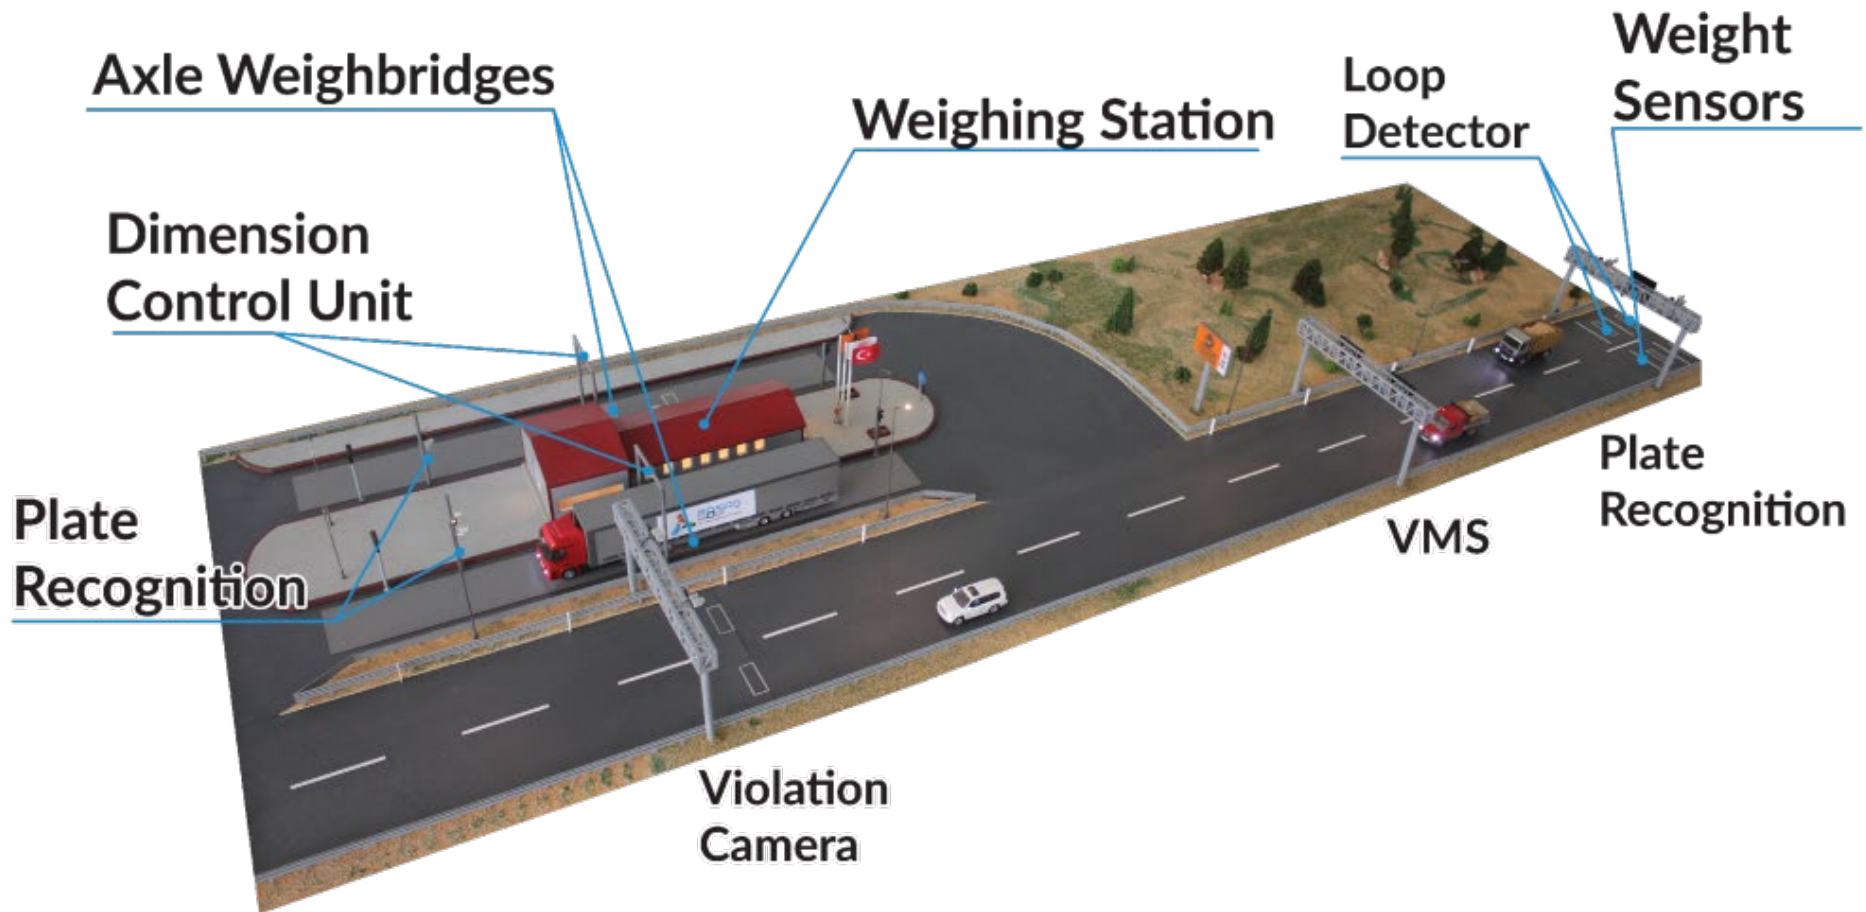 Axle Weighbridges
Dimension
Control Unit
Plate
Recognition
Weighing Station
Loop
Detector
Weight
Sensors
Plate
Recognition
VMS
Violation
Camera